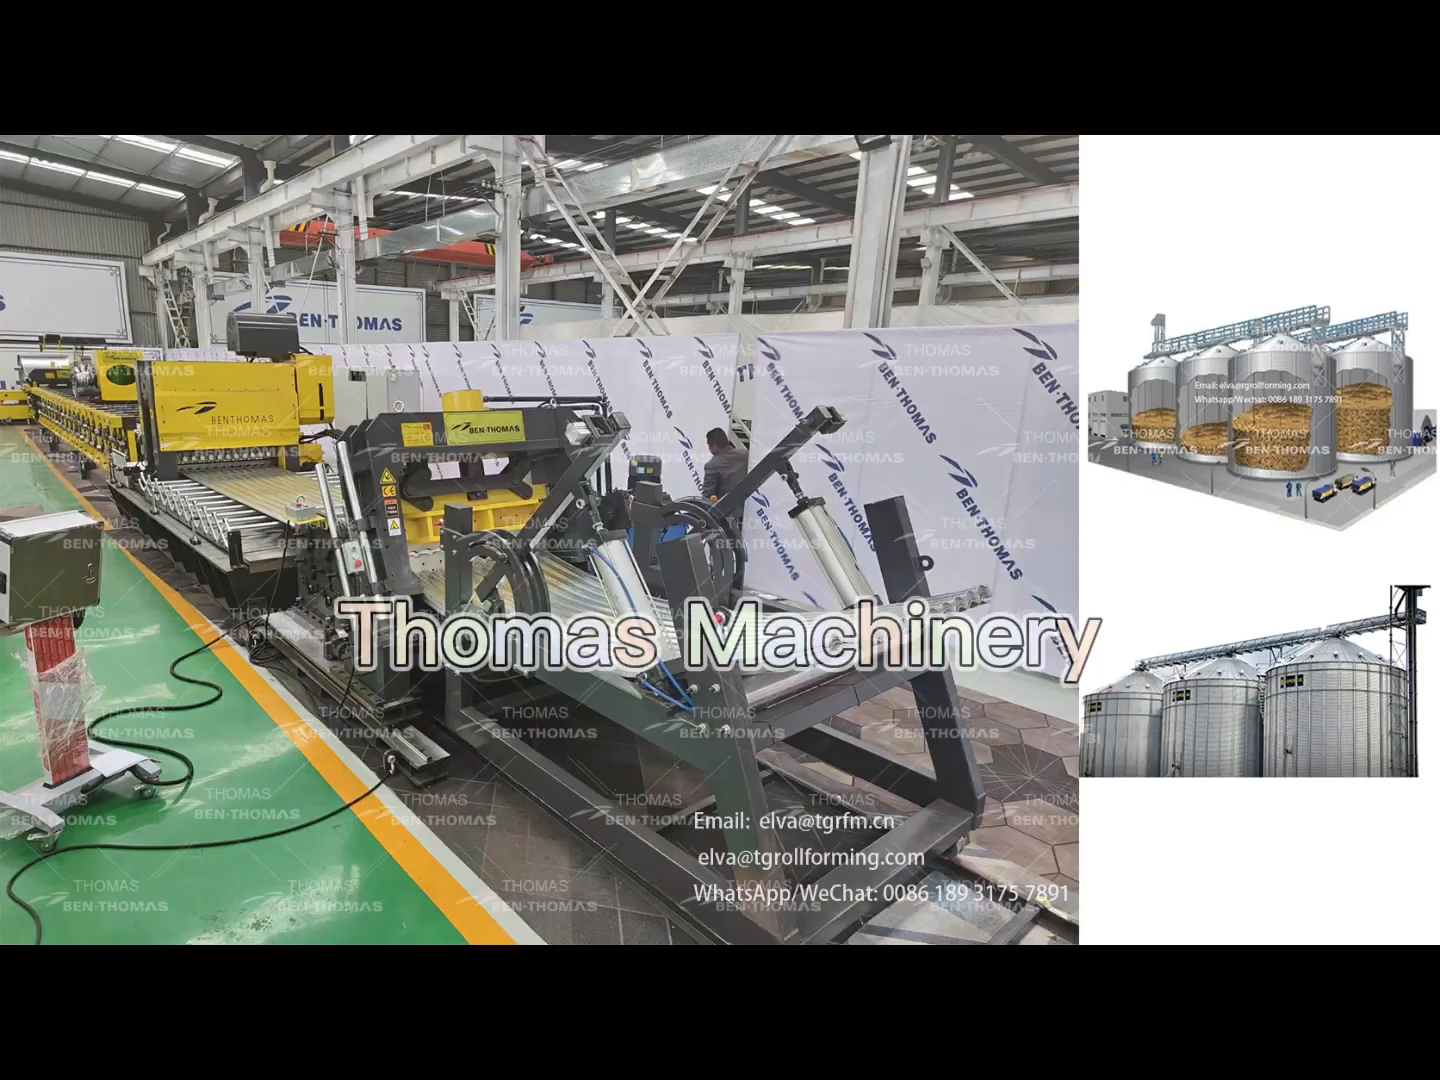 BEN-THOMAS
BENTHOMAS
BEN-THOMAS
THOMAS
BEN-THOMAS
Email: elva@tgrollforming.com
Whatsapp/Wechat: 0086 189 3175 7891
Thomas Machinery
Email: elva@tgrfm.cn
elva@tgrollforming.com
WhatsApp/WeChat: 0086 189 3175 7891